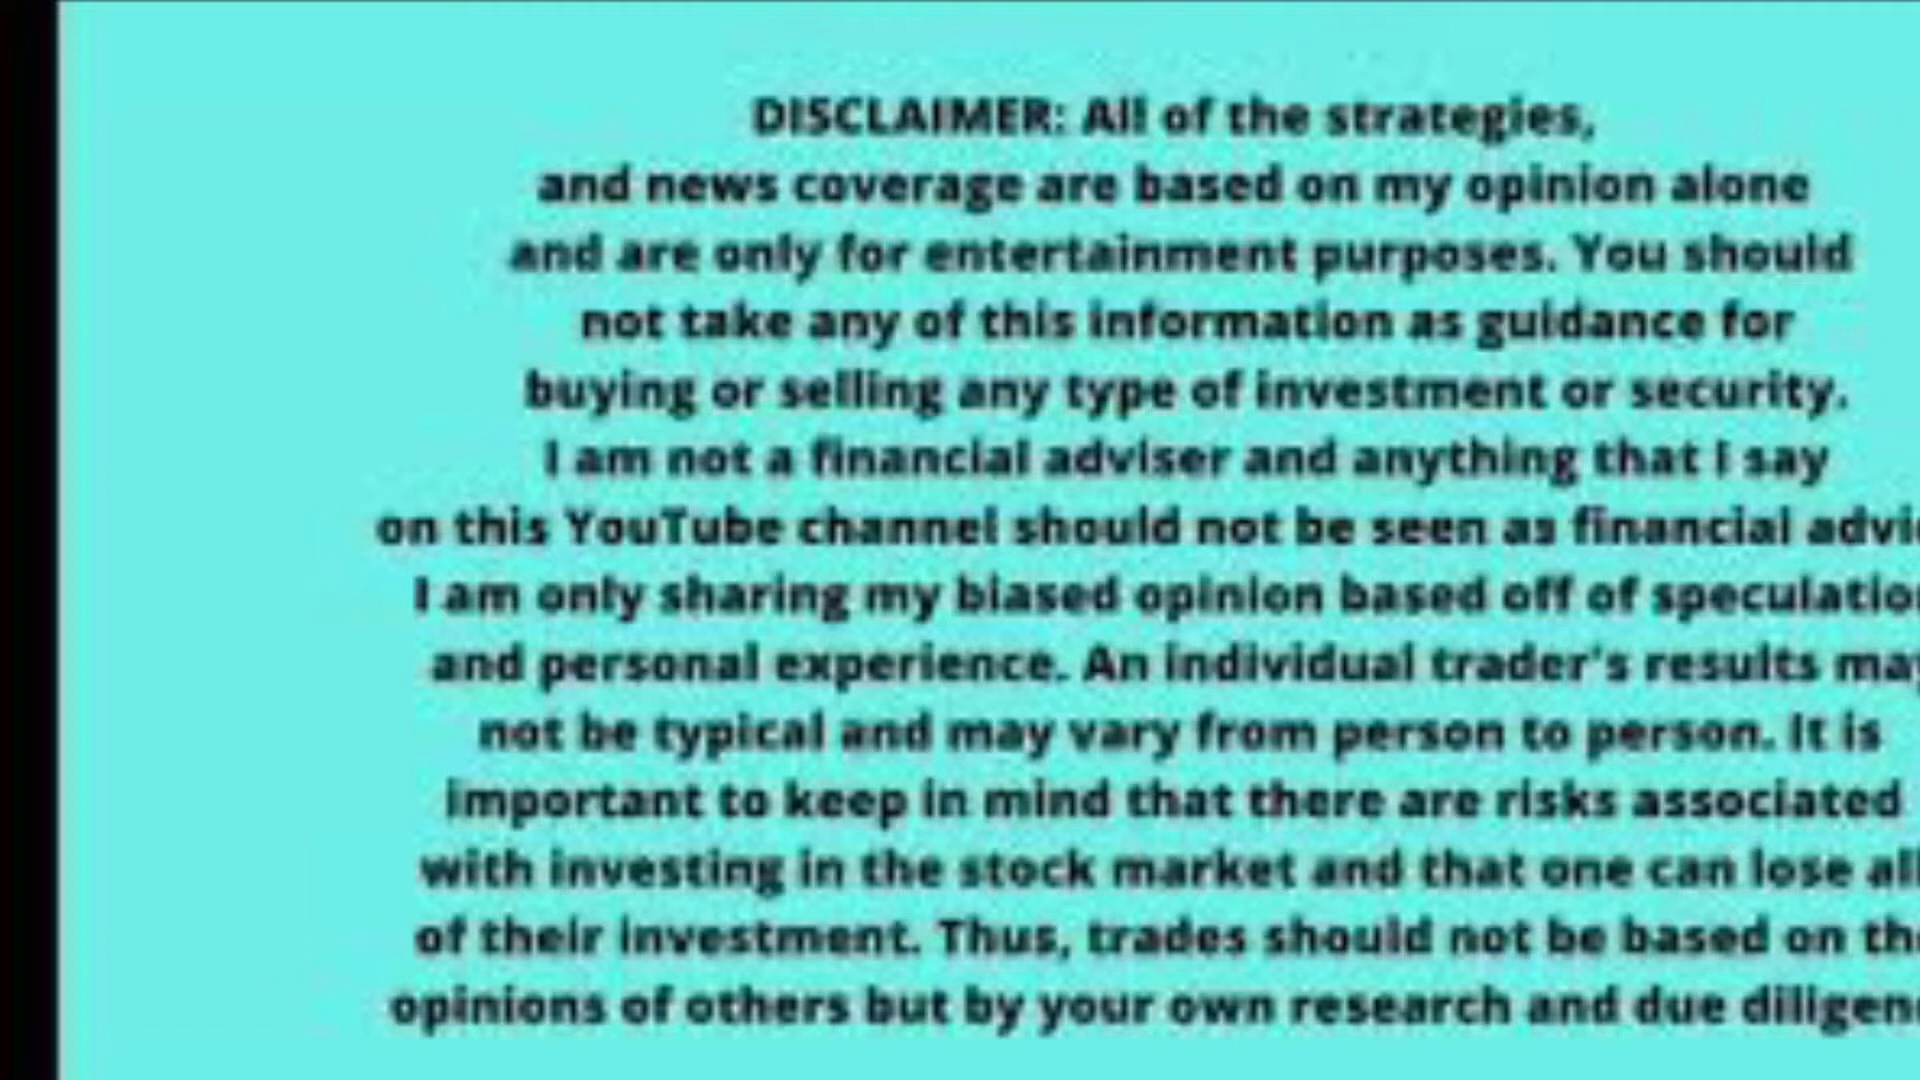 DISCLAIMER: All of the strategies,
and news coverage are based on my opinion alone
and are only for entertainment purposes. You should
not take any of this information as guidance for
buying or selling any type of investment or security.
I am not a financial adviser and anything that I say
on this YouTube channel should not be seen as financial advi
I am only sharing my biased opinion based off of speculatio
and personal experience. An individual trader's results may
not be typical and may vary from person to person. It is
important to keep in mind that there are risks associated
with investing in the stock market and that one can lose all
of their investment. Thus, trades should not be based on the
opinions of others but by your own research and due diligen